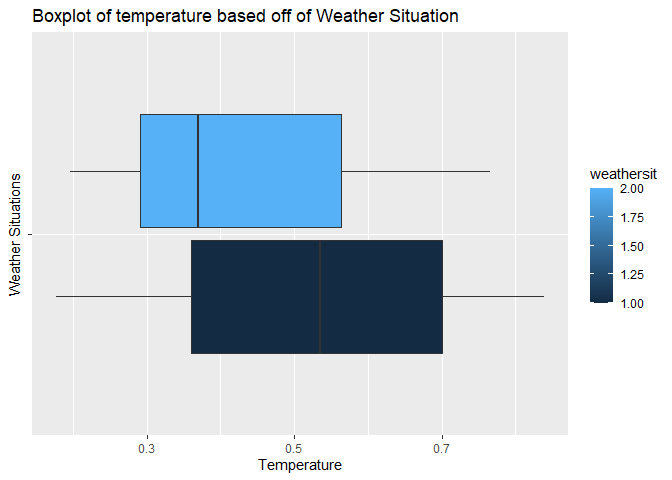 Boxplot of temperature based off of Weather Situation
Weather Situations
0.3
0.5
0.7
Temperature
weathersit
2.00
1.75
1.50
1.25
1.00